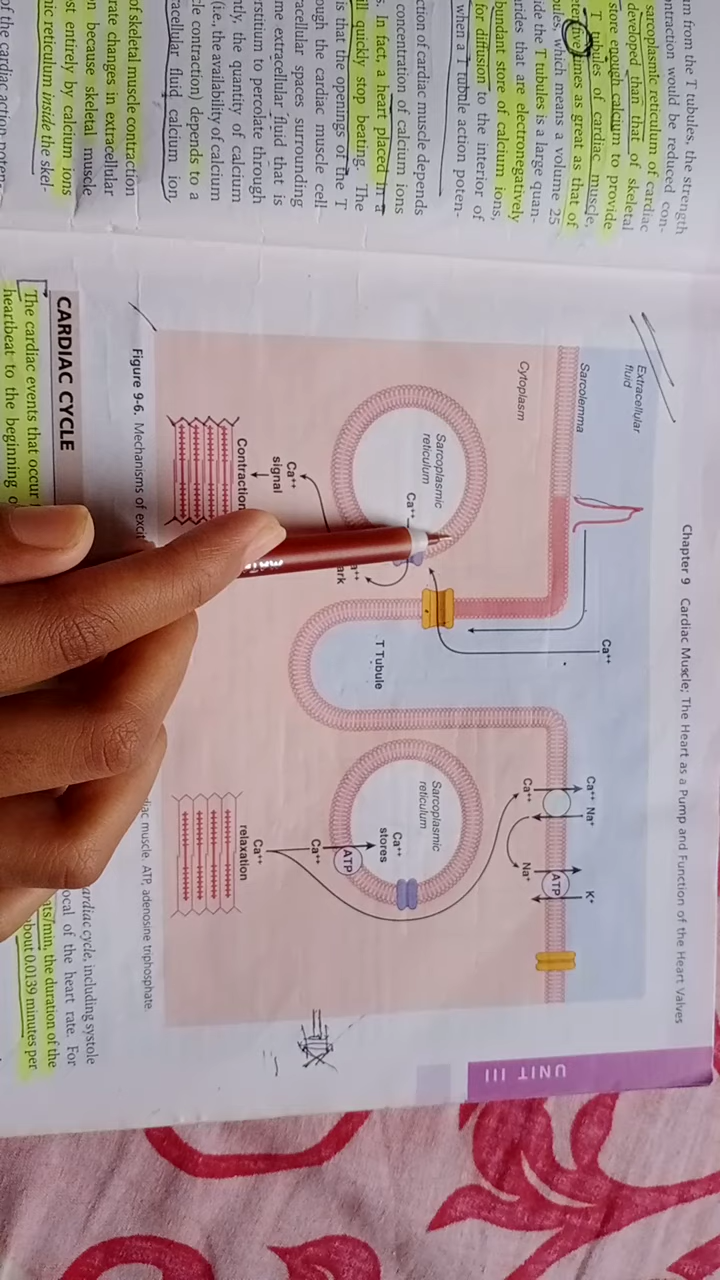 m from the T tubules, the strength
ntraction would be reduced con-
sarcoplasmic reticulum of cardiac
developed than that of skeletal
store enough calcium to provide
T tubules of cardiac muscle,
five times as great as that of
which means a volume 25
ide the T tubules is a large quan-
rides that are electronegatively
bundant store of calcium ions,
for diffusion to the interior of
when a T tubule action poten-
ction of cardiac muscle depends
concentration of calcium ions
In fact, a heart placed in a
ill quickly stop beating. The
is that the openings of the T
ough the cardiac muscle cell
racellular spaces surrounding
me extracellular fluid that is
rstitium to percolate through
ntly, the quantity of calcium
(i.e., the availability of calcium
cle contraction) depends to a
racellular fluid calcium ion
of skeletal muscle contraction
rate changes in extracellular
n because skeletal muscle
st entirely by calcium ions
nic reticulum inside the skel-
of the cardiac action poten-
Chapter 9 Cardiac Muscle; The Heart as a Pump and Function of the Heart Valves
UNIT III
Extracellular
fluid
Sarcolemma
Cytoplasm
Ca++
Ca++ Na+
K+
Ca++
Na+
ATP
Sarcoplasmic
reticulum
Ca++
T Tubule
Sarcoplasmic
reticulum
Ca++
stores
ATP
Ca++
Ca++
signal
Contraction
Ca++
relaxation
Figure 9-6. Mechanisms of excit
diac muscle. ATP, adenosine triphosphate.
CARDIAC CYCLE
The cardiac events that occur
heartbeat to the beginning o
ardiac cycle, including systole
ocal of the heart rate. For
ats/min, the duration of the
bout 0.0139 minutes per